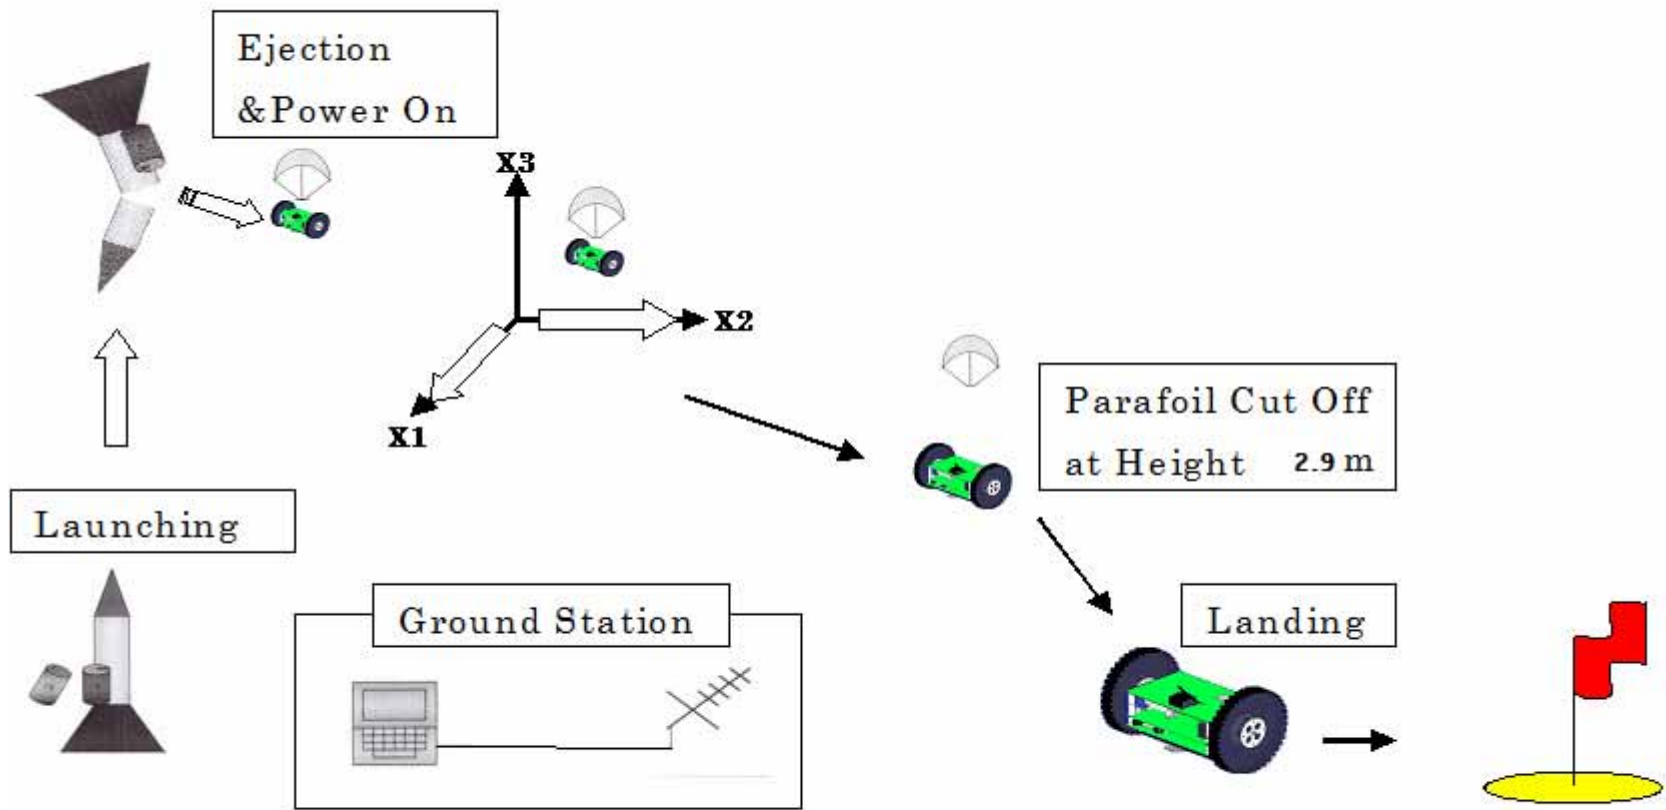 Ejection
&Power On
X3
X2
X1
Parafoil Cut Off
at Height 2.9 m
Launching
Ground Station
Landing